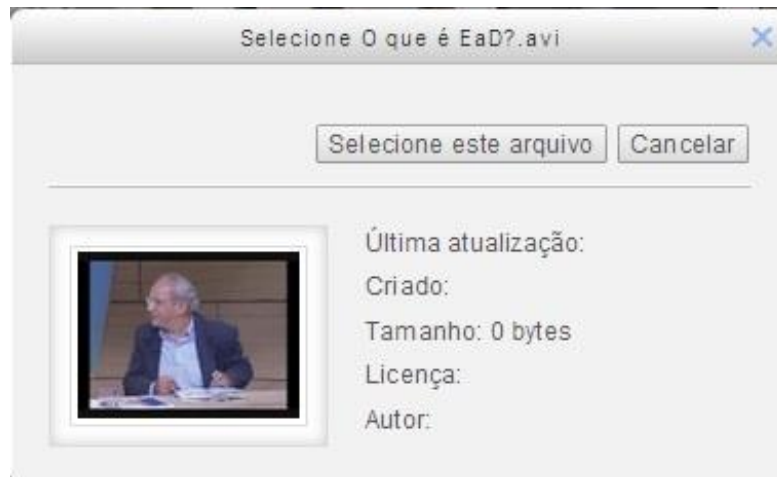 Selecione O que é EaD?.avi
Selecione este arquivo Cancelar
Última atualização:
Criado:
Tamanho: 0 bytes
Licença:
Autor: